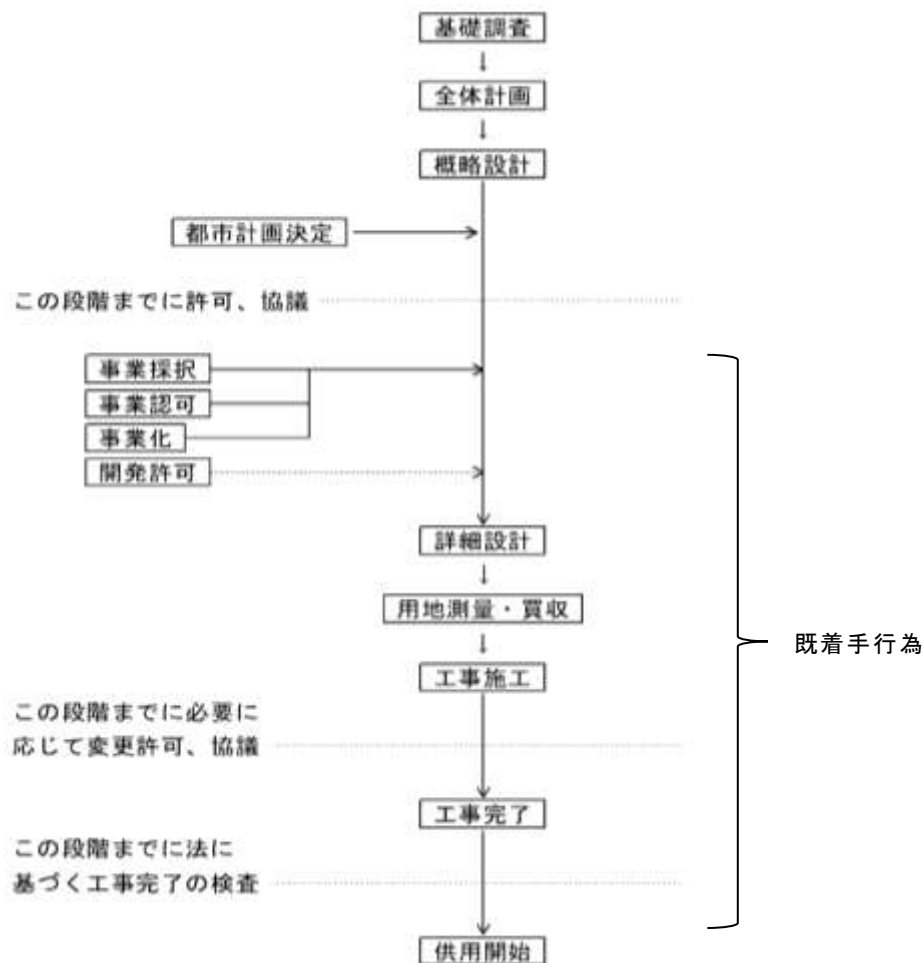 基礎調査
↓
全体計画
↓
概略設計
都市計画決定
この段階までに許可、協議
事業採択
事業認可
事業化
開発許可
詳細設計
↓
用地測量・買収
↓
工事施工
既着手行為
この段階までに必要に
応じて変更許可、協議
工事完了
この段階までに法に
基づく工事完了の検査
供用開始